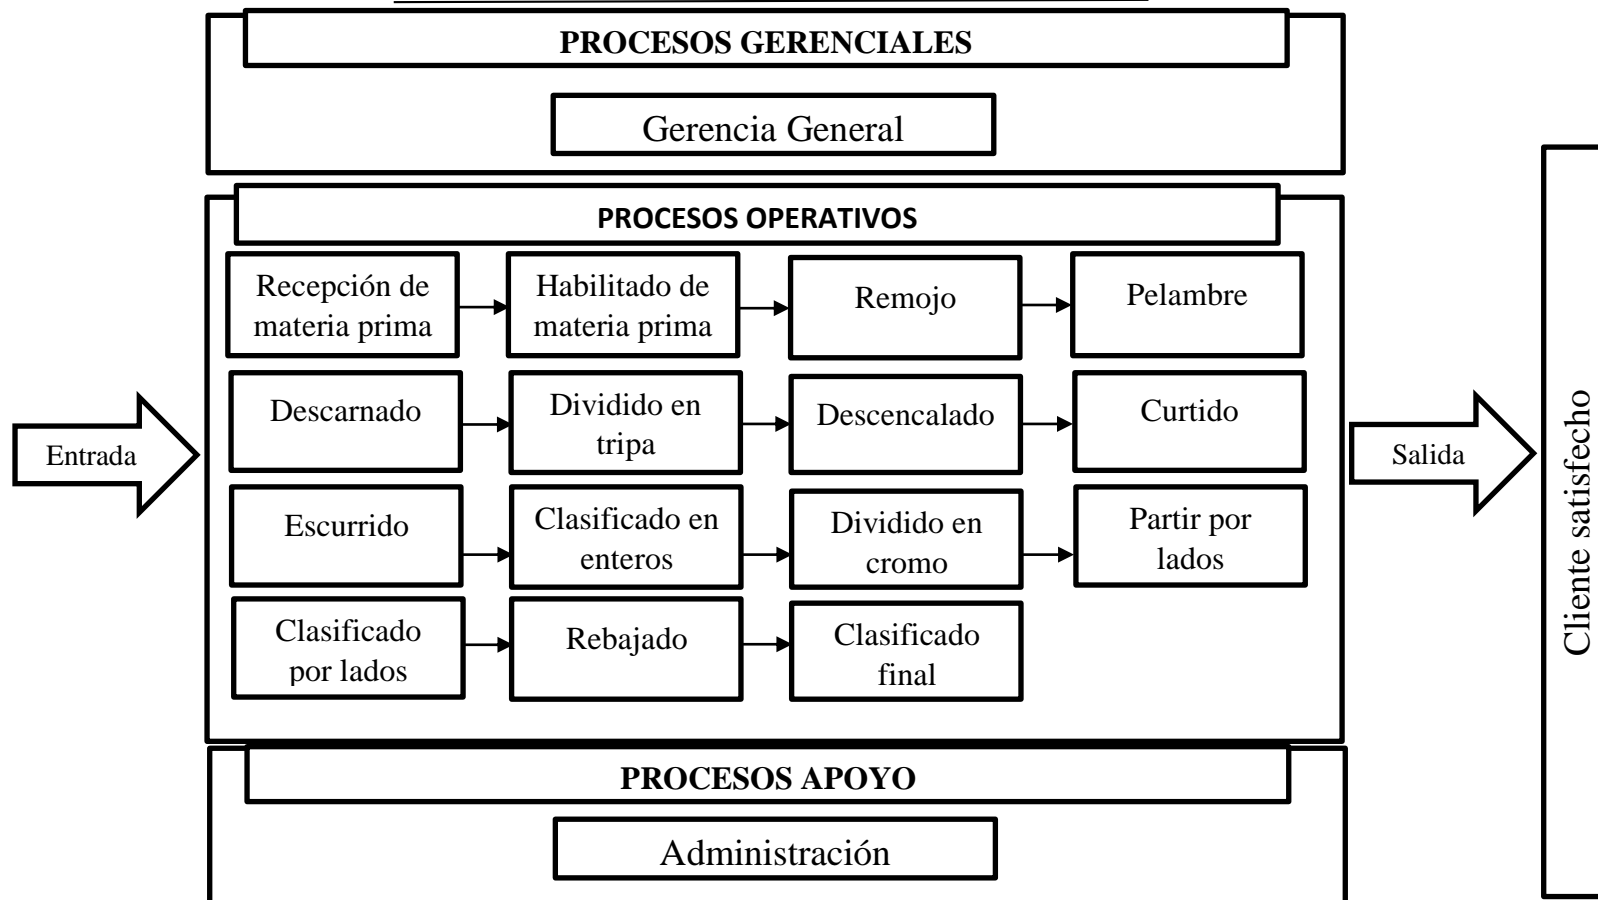 PROCESOS GERENCIALES
Gerencia General
PROCESOS OPERATIVOS
Recepción de
materia prima
Habilitado de
materia prima
Remojo
Pelambre
Descarnado
Dividido en
tripa
Descencalado
Curtido
Escurrido
Clasificado en
enteros
Dividido en
cromo
Partir por
lados
Clasificado
por lados
Rebajado
Clasificado
final
Entrada
Salida
Cliente satisfecho
PROCESOS APOYO
Administración